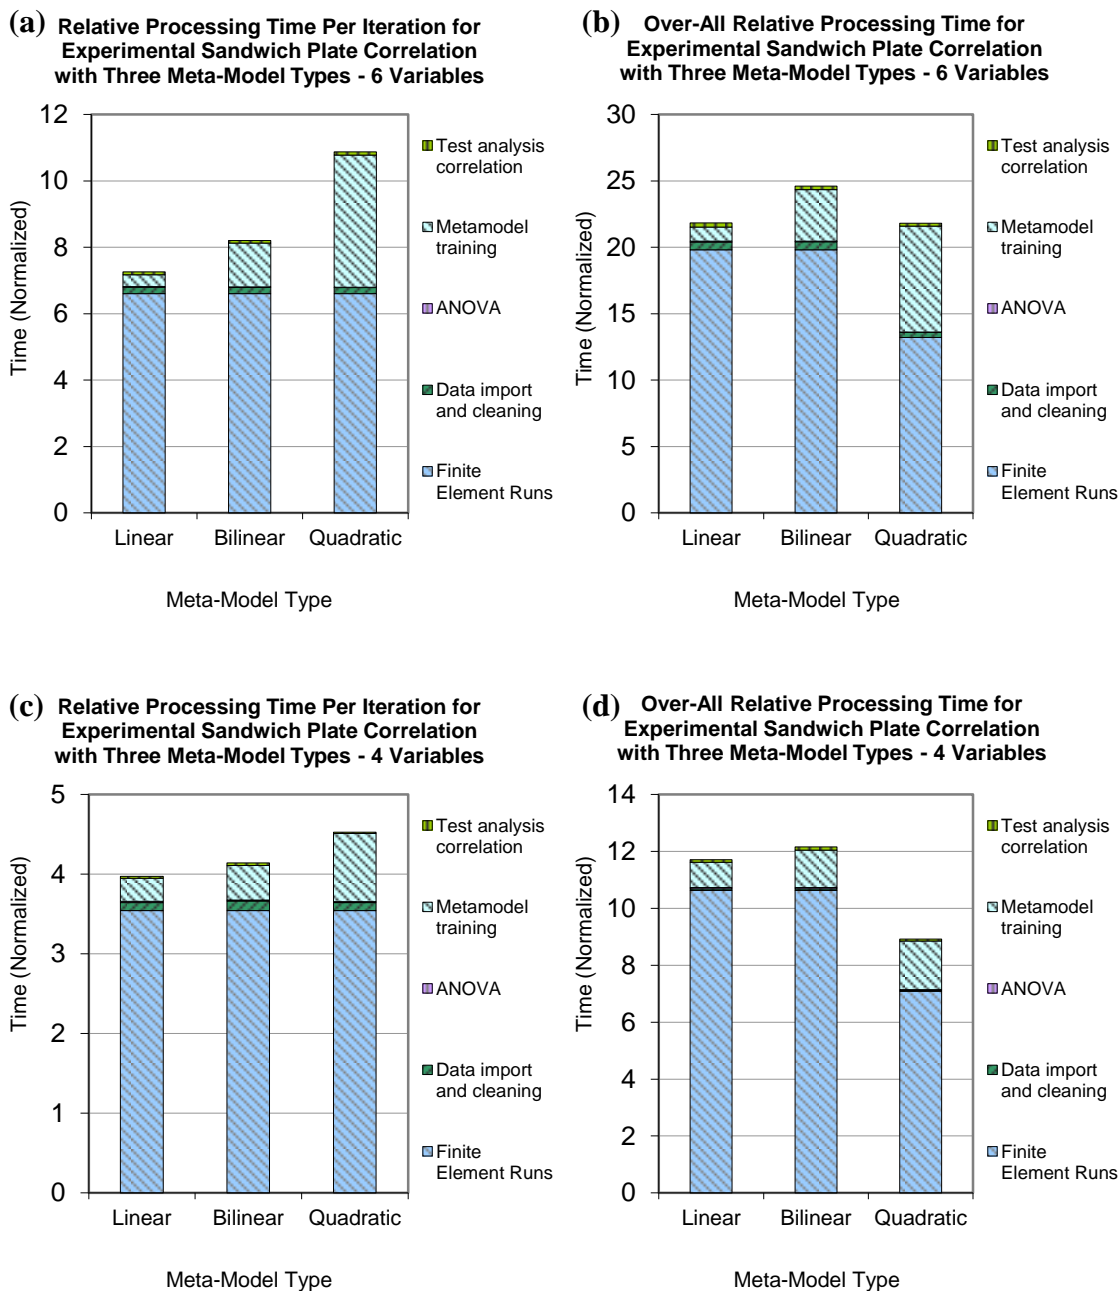 (a) Relative Processing Time Per Iteration for
Experimental Sandwich Plate Correlation
with Three Meta-Model Types - 6 Variables
Time (Normalized)
12
10
8
6
4
2
0
Linear Bilinear Quadratic
Meta-Model Type
Test analysis
correlation
Metamodel
training
ANOVA
Data import
and cleaning
Finite
Element Runs
(b) Over-All Relative Processing Time for
Experimental Sandwich Plate Correlation
with Three Meta-Model Types - 6 Variables
Time (Normalized)
30
25
20
15
10
5
0
Linear Bilinear Quadratic
Meta-Model Type
Test analysis
correlation
Metamodel
training
ANOVA
Data import
and cleaning
Finite
Element Runs
(c) Relative Processing Time Per Iteration for
Experimental Sandwich Plate Correlation
with Three Meta-Model Types - 4 Variables
Time (Normalized)
5
4
3
2
1
0
Linear Bilinear Quadratic
Meta-Model Type
Test analysis
correlation
Metamodel
training
ANOVA
Data import
and cleaning
Finite
Element Runs
(d) Over-All Relative Processing Time for
Experimental Sandwich Plate Correlation
with Three Meta-Model Types - 4 Variables
Time (Normalized)
14
12
10
8
6
4
2
0
Linear Bilinear Quadratic
Meta-Model Type
Test analysis
correlation
Metamodel
training
ANOVA
Data import
and cleaning
Finite
Element Runs